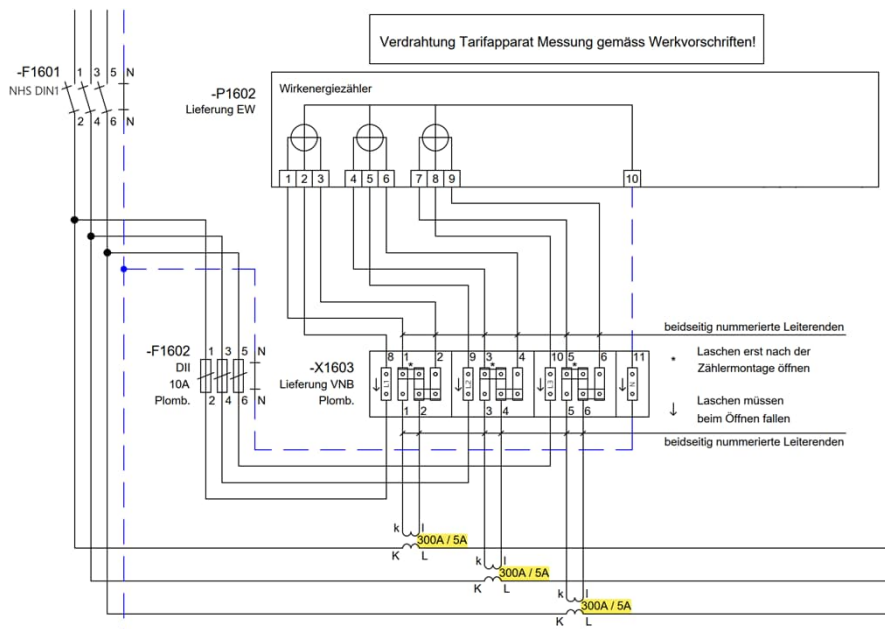 Verdrahtung Tarifapparat Messung gemäss Werkvorschriften!
-F1601
NHS DIN1
1 3 5 N
2 4 6 N
-P1602
Lieferung EW
Wirkenergiezähler
1 2 3 4 5 6 7 8 9 10
beidseitig nummerierte Leiterenden
-F1602
DII
10A
Plomb.
1 3 5 N
2 4 6 N
-X1603
Lieferung VNB
Plomb.
8 1 2 9 3 4 10 5 6 11
* * *
L1 L2 L3 N
1 2 3 4 5 6
* Laschen erst nach der
Zählermontage öffnen
↓ Laschen müssen
beim Öffnen fallen
beidseitig nummerierte Leiterenden
k l
300A / 5A
K L
k l
300A / 5A
K L
k l
300A / 5A
K L